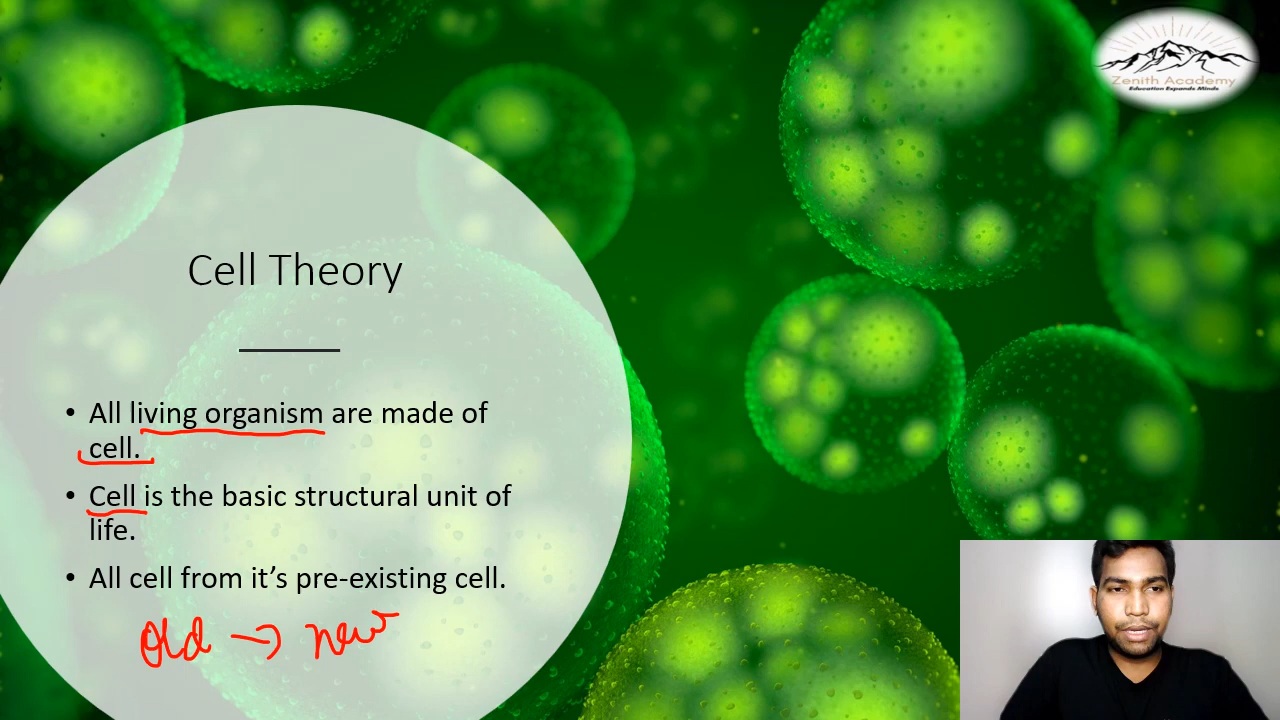 Zenith Academy
Education Expands Minds
Cell Theory
• All living organism are made of
cell.
• Cell is the basic structural unit of
life.
• All cell from it’s pre-existing cell.
Old → new